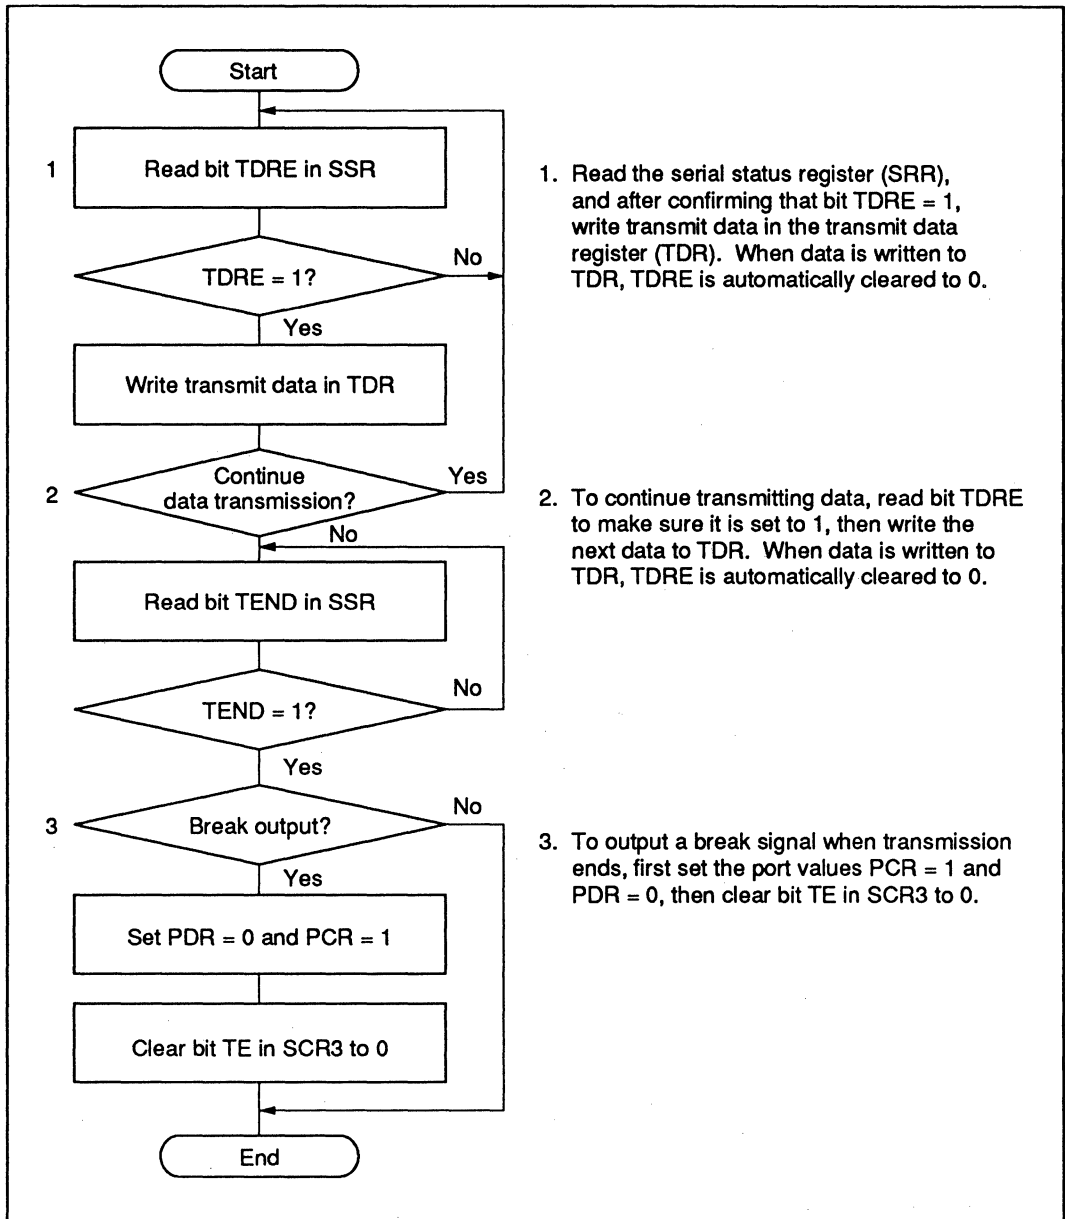 Start
1
Read bit TDRE in SSR
TDRE = 1?
No
Yes
Write transmit data in TDR
2
Continue
data transmission?
Yes
No
Read bit TEND in SSR
TEND = 1?
No
Yes
3
Break output?
No
Yes
Set PDR = 0 and PCR = 1
Clear bit TE in SCR3 to 0
End
1. Read the serial status register (SRR),
and after confirming that bit TDRE = 1,
write transmit data in the transmit data
register (TDR). When data is written to
TDR, TDRE is automatically cleared to 0.
2. To continue transmitting data, read bit TDRE
to make sure it is set to 1, then write the
next data to TDR. When data is written to
TDR, TDRE is automatically cleared to 0.
3. To output a break signal when transmission
ends, first set the port values PCR = 1 and
PDR = 0, then clear bit TE in SCR3 to 0.